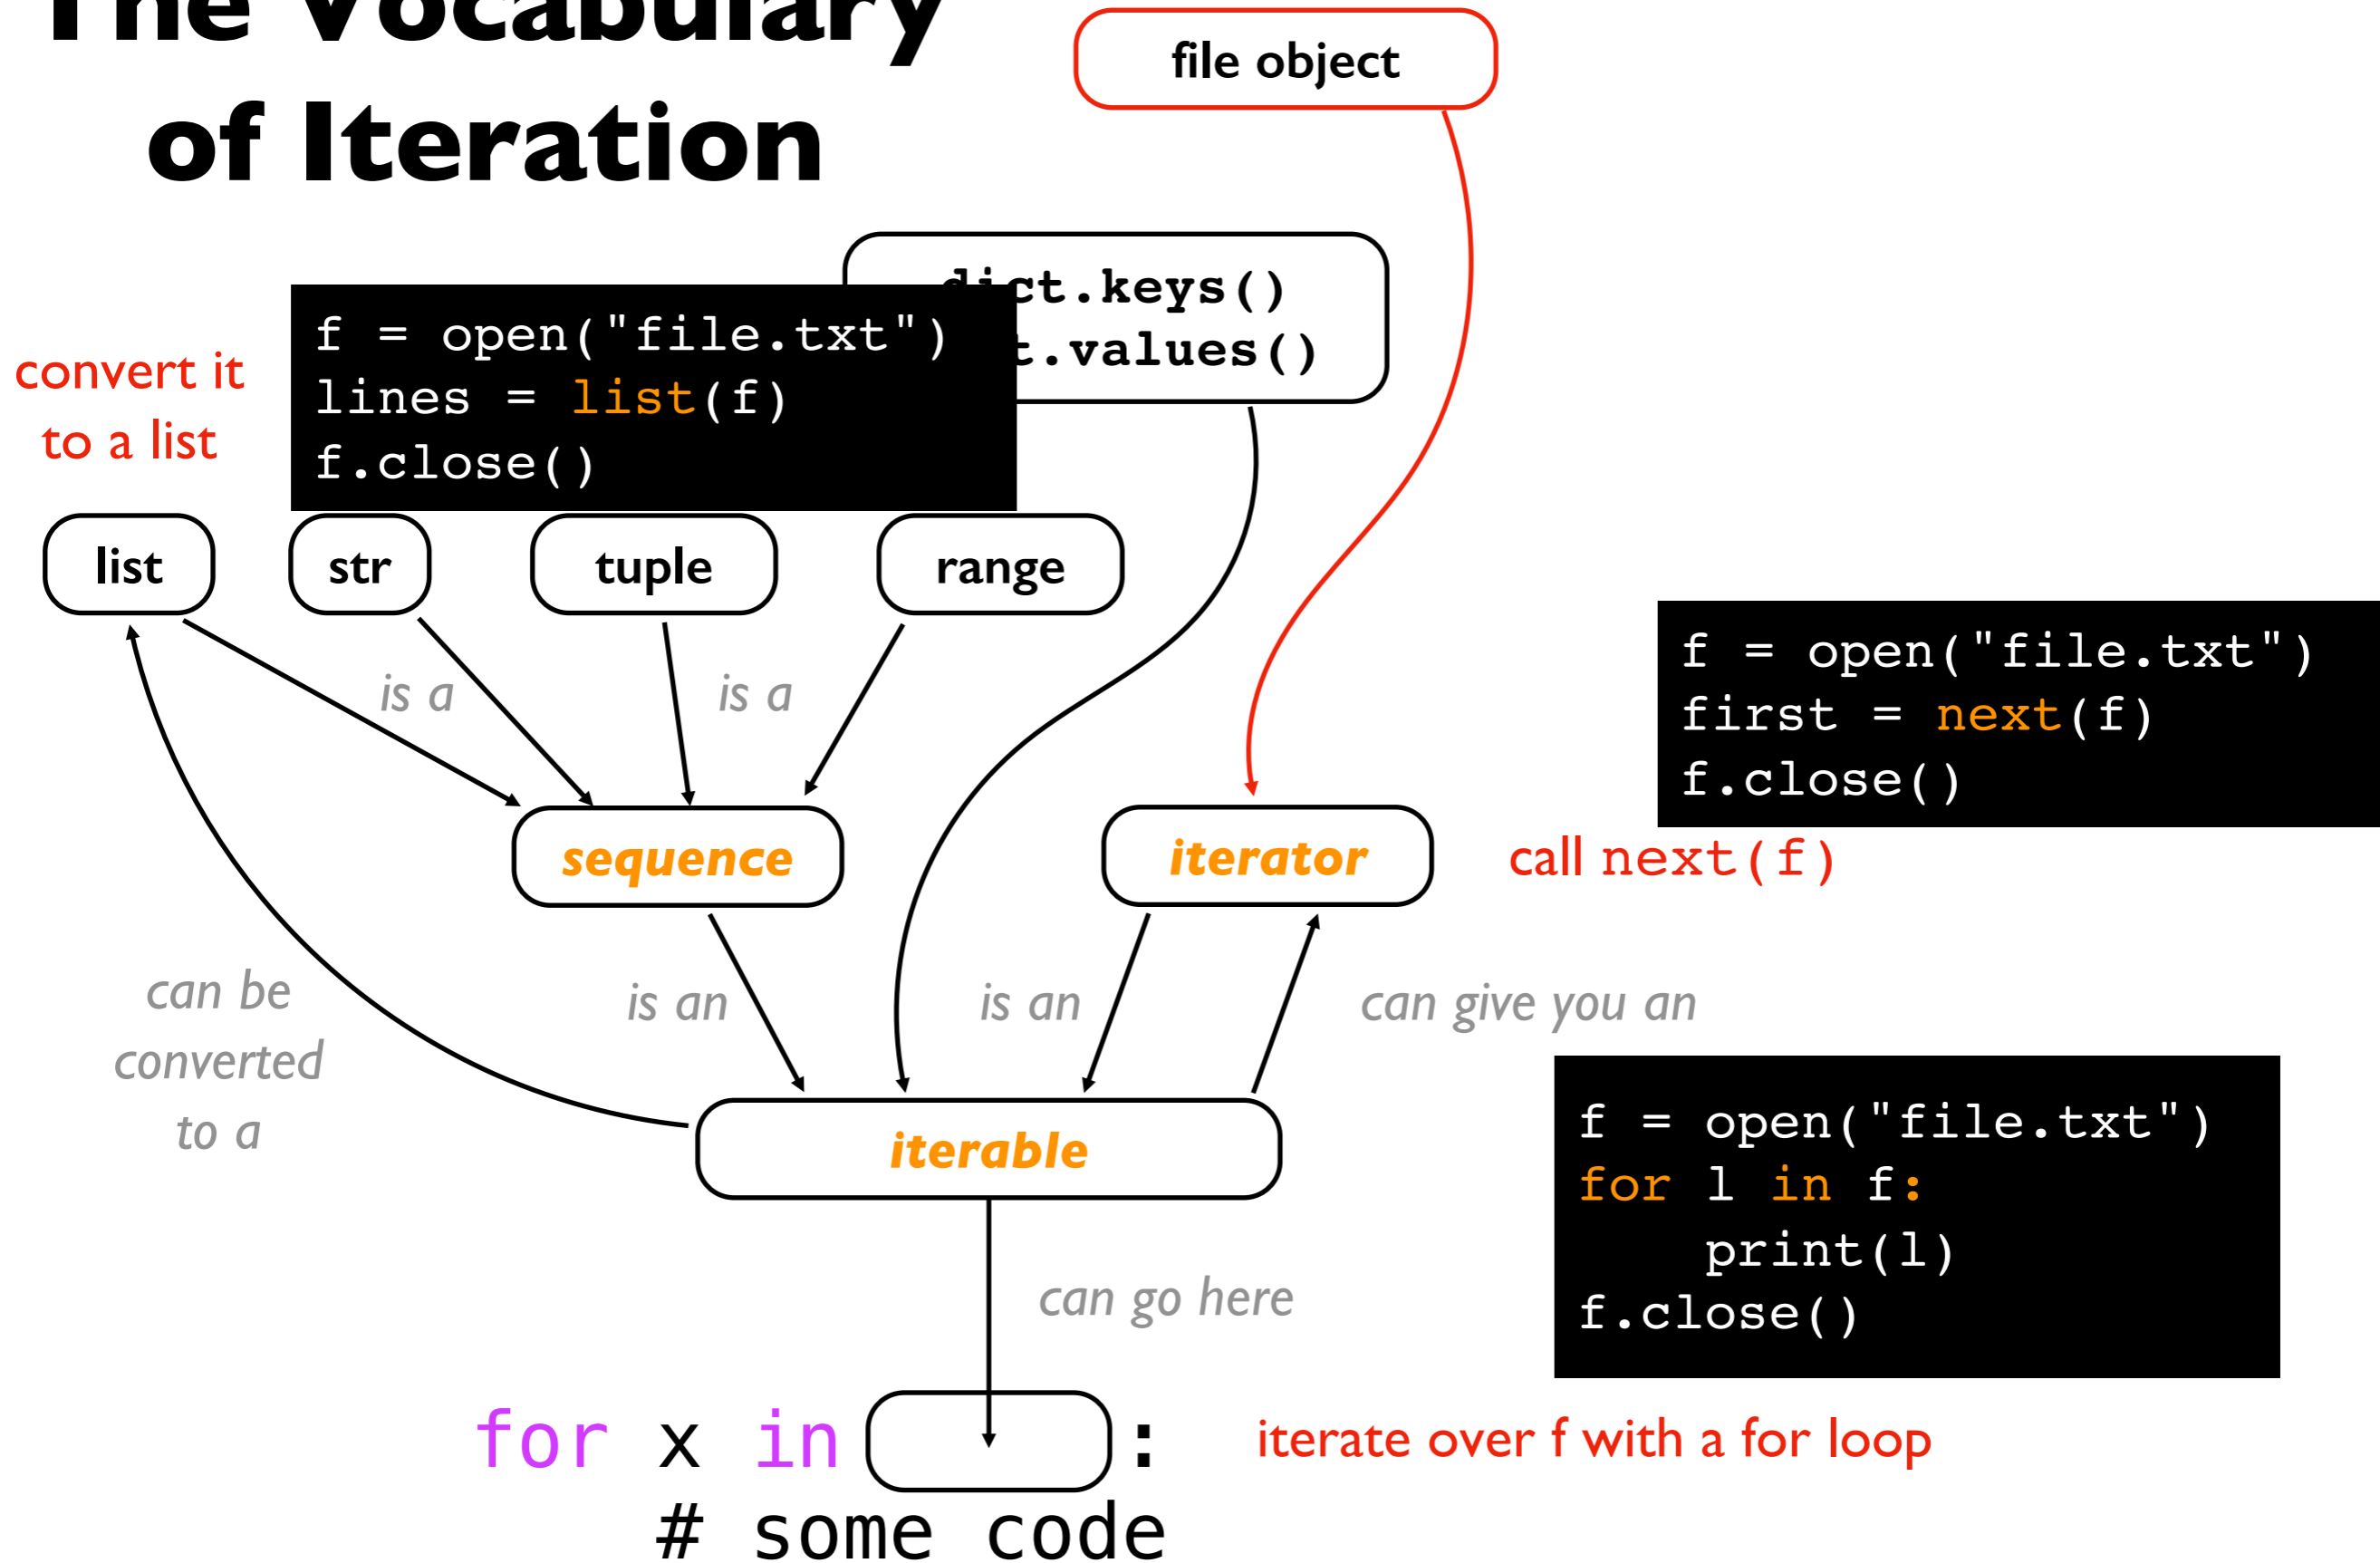 The Vocabulary
of Iteration
file object
dict.keys()
t.values()
f = open("file.txt")
lines = list(f)
f.close()
convert it
to a list
list
str
tuple
range
is a
is a
f = open("file.txt")
first = next(f)
f.close()
sequence
iterator
call next(f)
can be
converted
to a
is an
is an
can give you an
iterable
f = open("file.txt")
for l in f:
    print(l)
f.close()
can go here
for x in :
iterate over f with a for loop
# some code